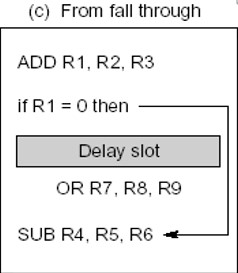 (c) From fall through
ADD R1, R2, R3
if R1 = 0 then
Delay slot
OR R7, R8, R9
SUB R4, R5, R6